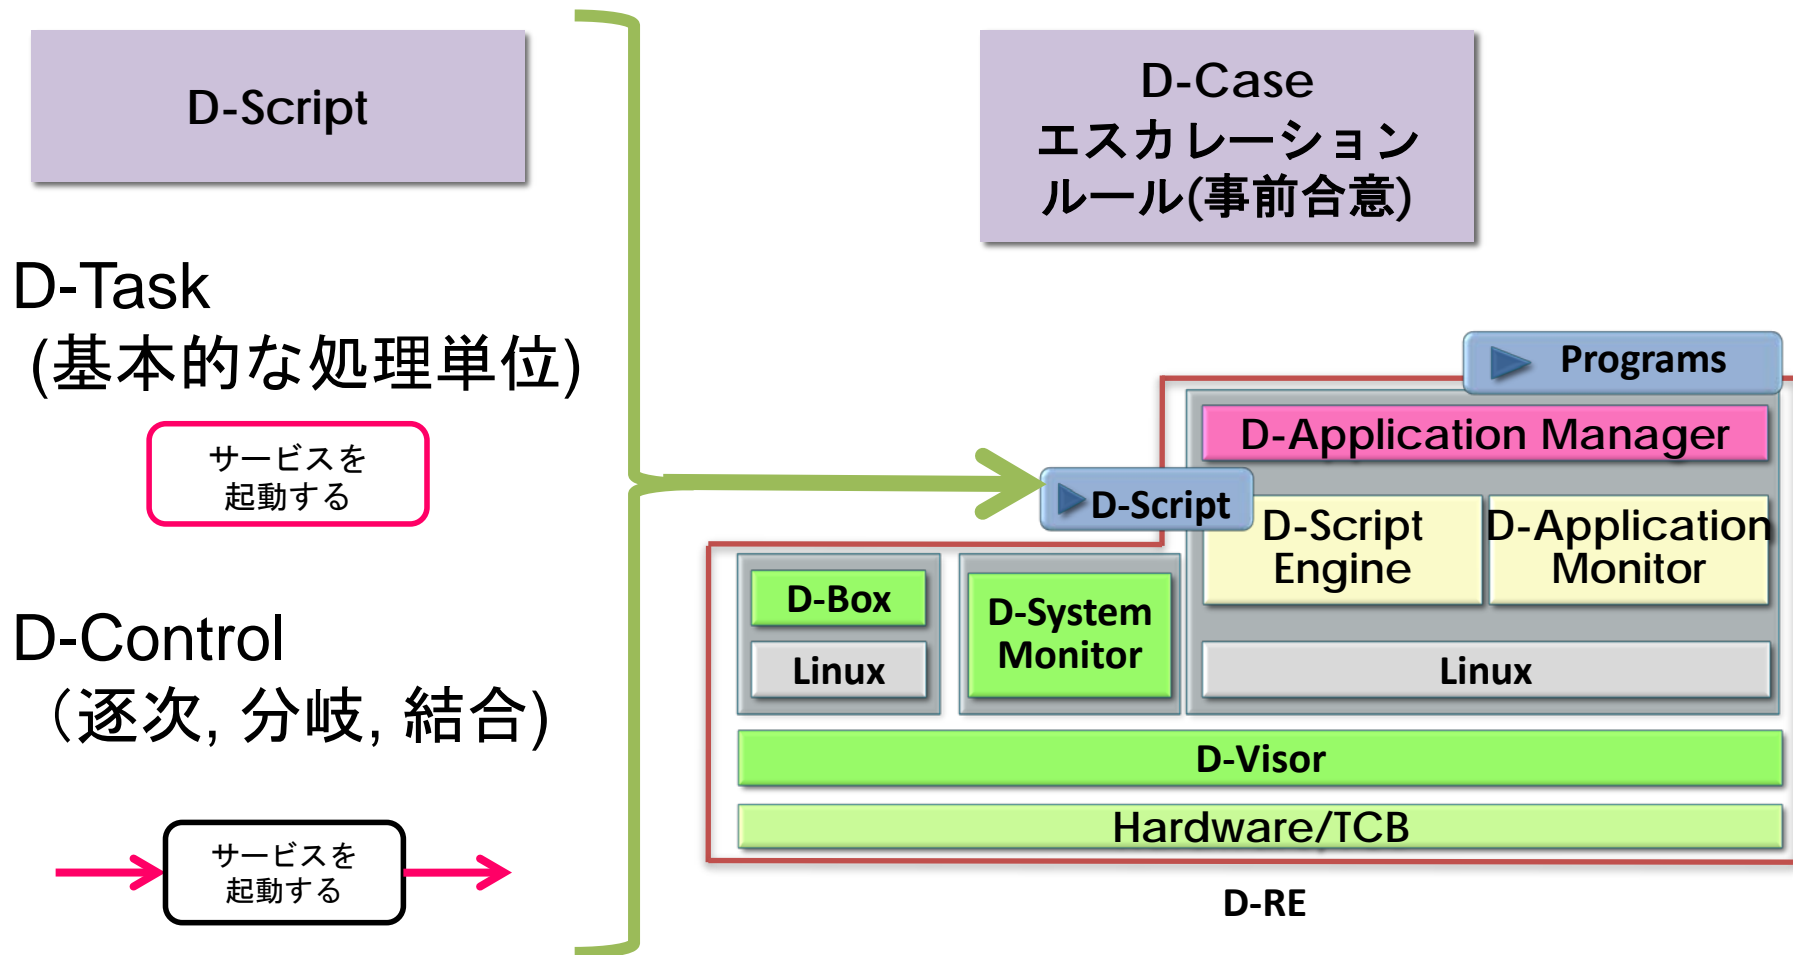 D-Script
D-Task
(基本的な処理単位)
サービスを
起動する
D-Control
（逐次, 分岐, 結合)
サービスを
起動する
D-Case
エスカレーション
ルール(事前合意)
Programs
D-Application Manager
D-Script
D-Script
Engine
D-Application
Monitor
D-Box
Linux
D-System
Monitor
Linux
D-Visor
Hardware/TCB
D-RE